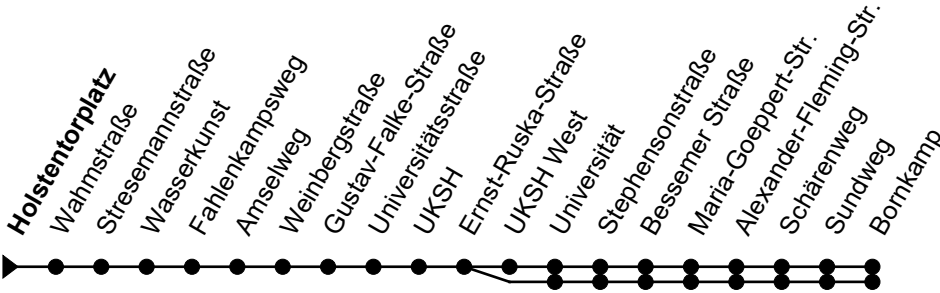 Holstentorplatz
Wahmstraße
Stresemannstraße
Wasserkunst
Fahlenkampsweg
Amselweg
Weinbergstraße
Gustav-Falke-Straße
Universitätsstraße
UKSH
Ernst-Ruska-Straße
UKSH West
Universität
Stephensonstraße
Bessemer Straße
Maria-Goeppert-Str.
Alexander-Fleming-Str.
Schärenweg
Sundweg
Bornkamp